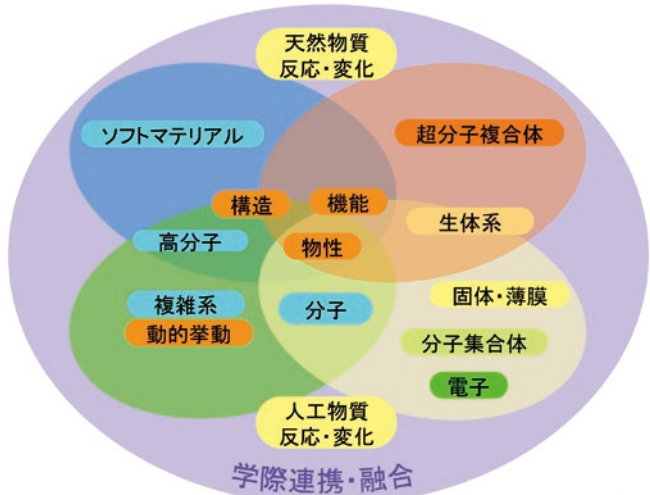 天然物質
反応・変化
ソフトマテリアル
超分子複合体
構造
機能
生体系
高分子
物性
固体・薄膜
複雑系
分子
動的挙動
分子集合体
電子
人工物質
反応・変化
学際連携・融合